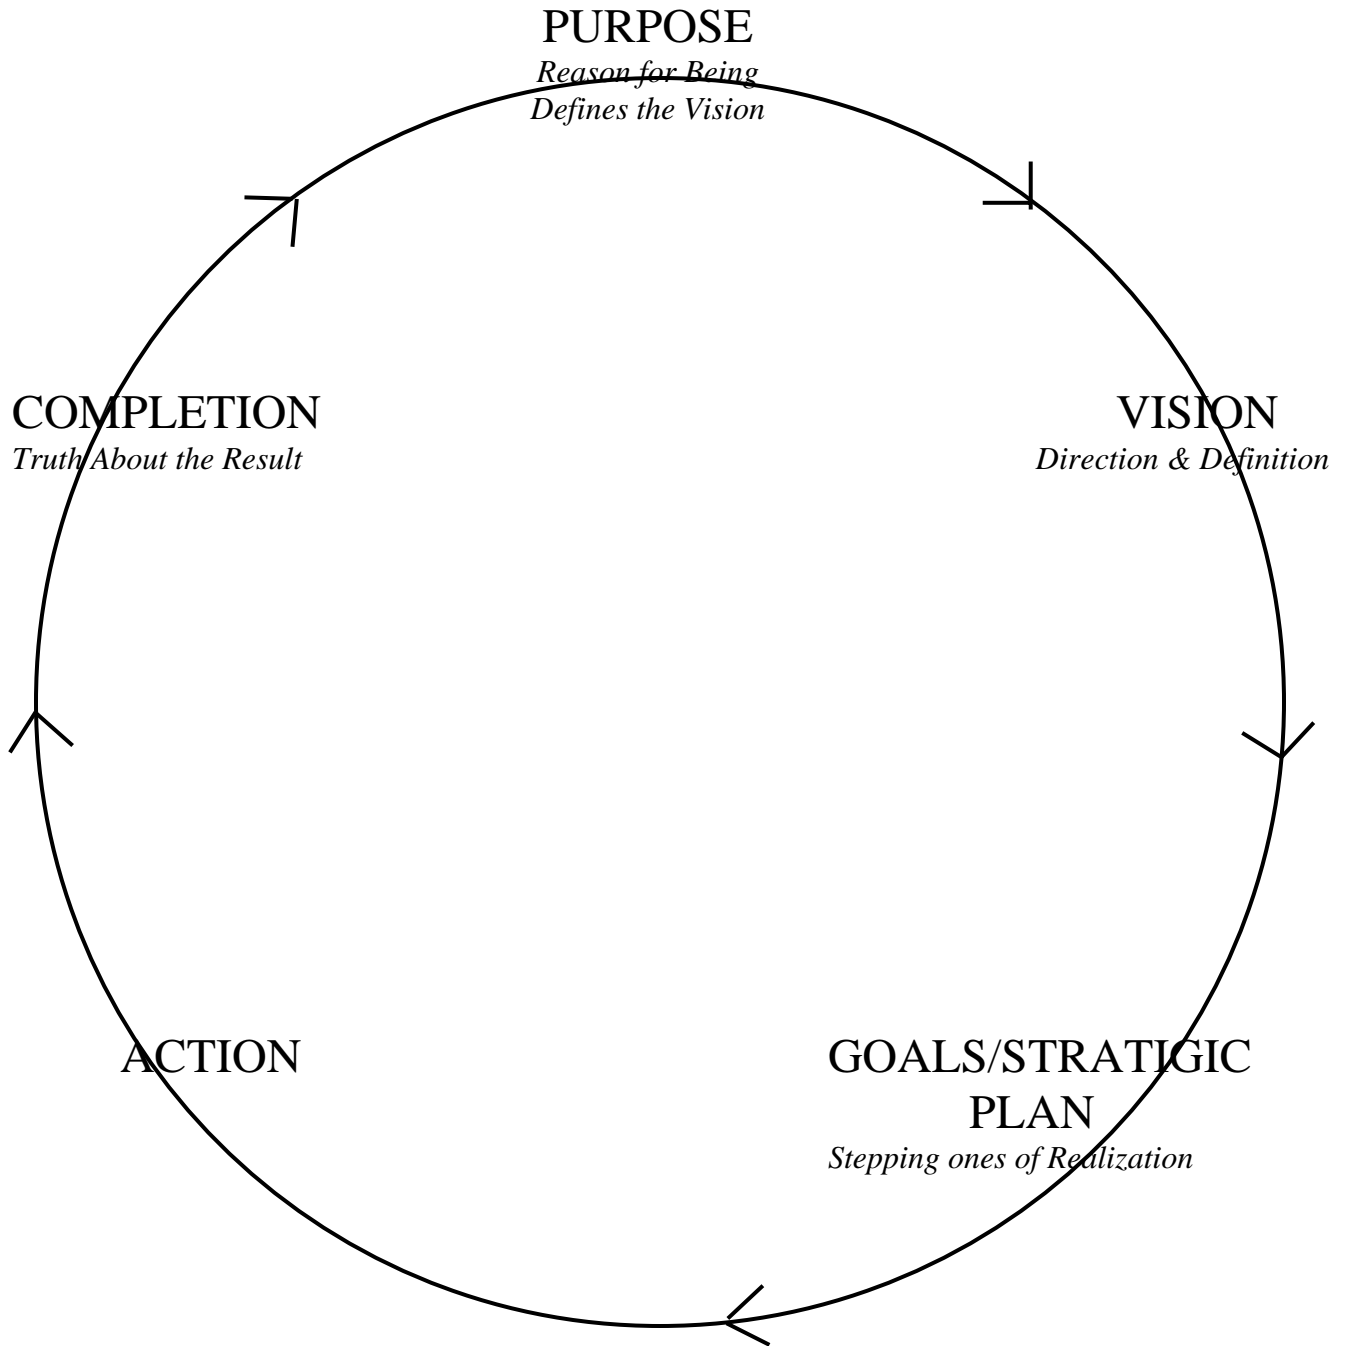 PURPOSE
Reason for Being
Defines the Vision
COMPLETION
Truth About the Result
VISION
Direction & Definition
ACTION
GOALS/STRATIGIC
PLAN
Stepping ones of Realization